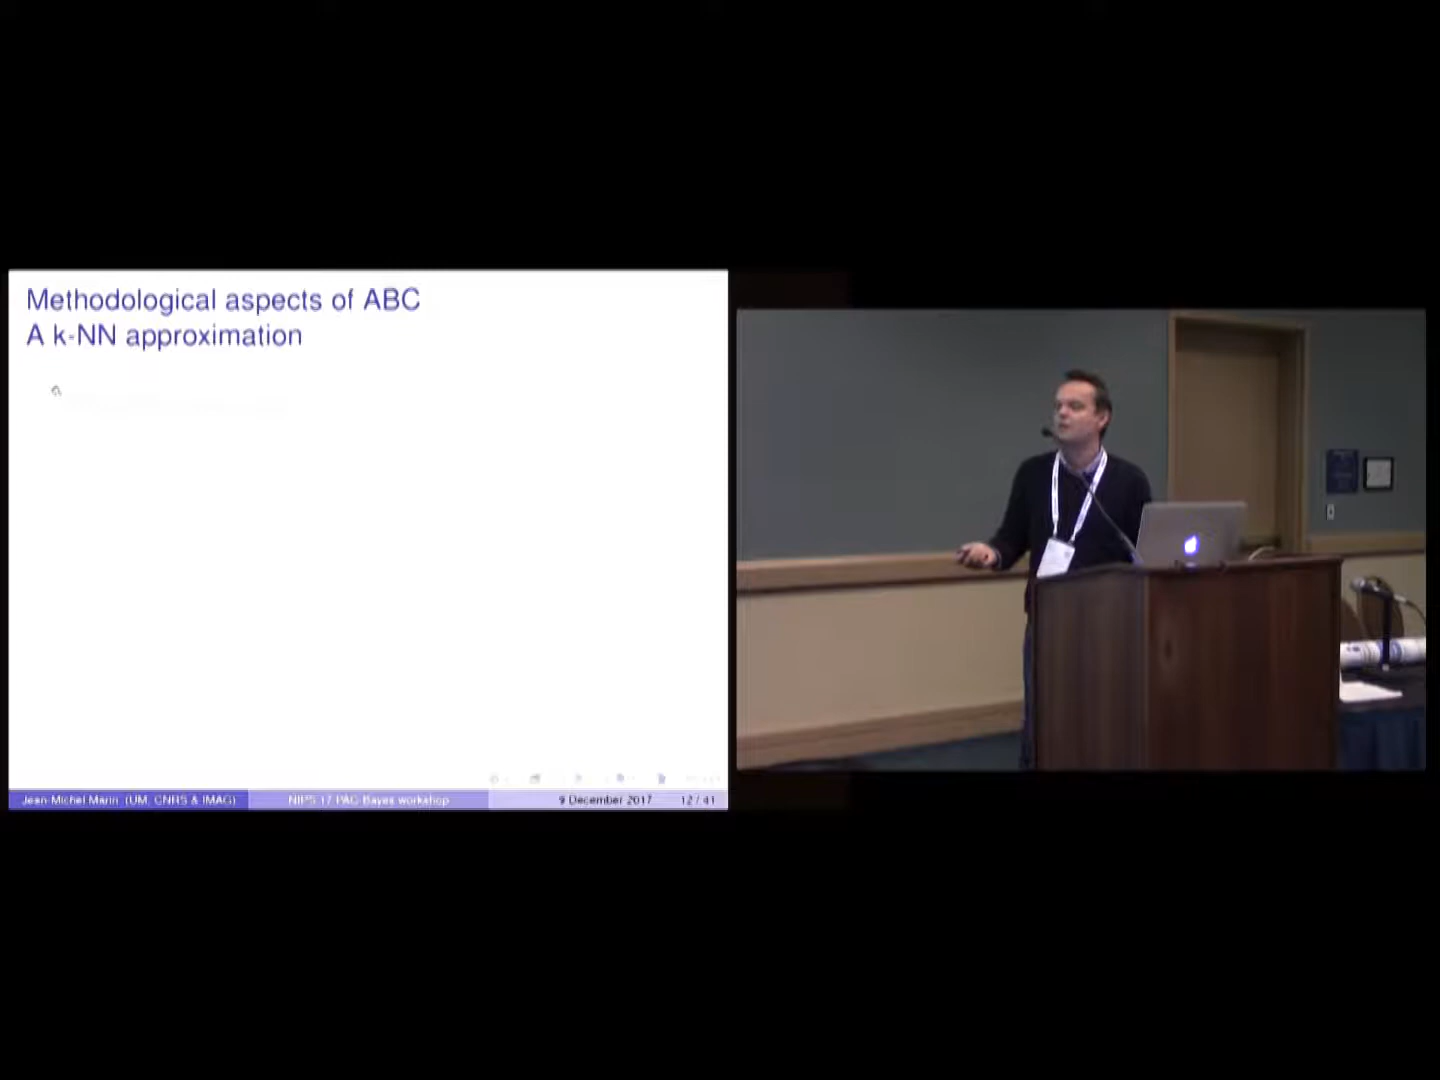 Methodological aspects of ABC
A k-NN approximation
Jean-Michel Marin (UM, CNRS & IMAG)
NIPS 17 PAC-Bayes workshop
9 December 2017
12 / 41